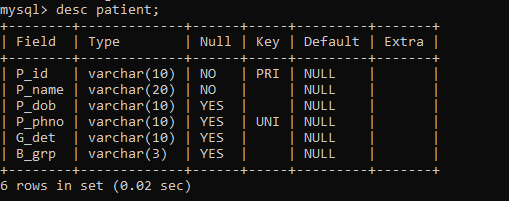 mysql> desc patient;
+--------+-------------+------+-----+---------+-------+
| Field  | Type        | Null | Key | Default | Extra |
+--------+-------------+------+-----+---------+-------+
| P_id   | varchar(10) | NO   | PRI | NULL    |       |
| P_name | varchar(20) | NO   |     | NULL    |       |
| P_dob  | varchar(10) | YES  |     | NULL    |       |
| P_phno | varchar(10) | YES  | UNI | NULL    |       |
| G_det  | varchar(10) | YES  |     | NULL    |       |
| B_grp  | varchar(3)  | YES  |     | NULL    |       |
+--------+-------------+------+-----+---------+-------+
6 rows in set (0.02 sec)